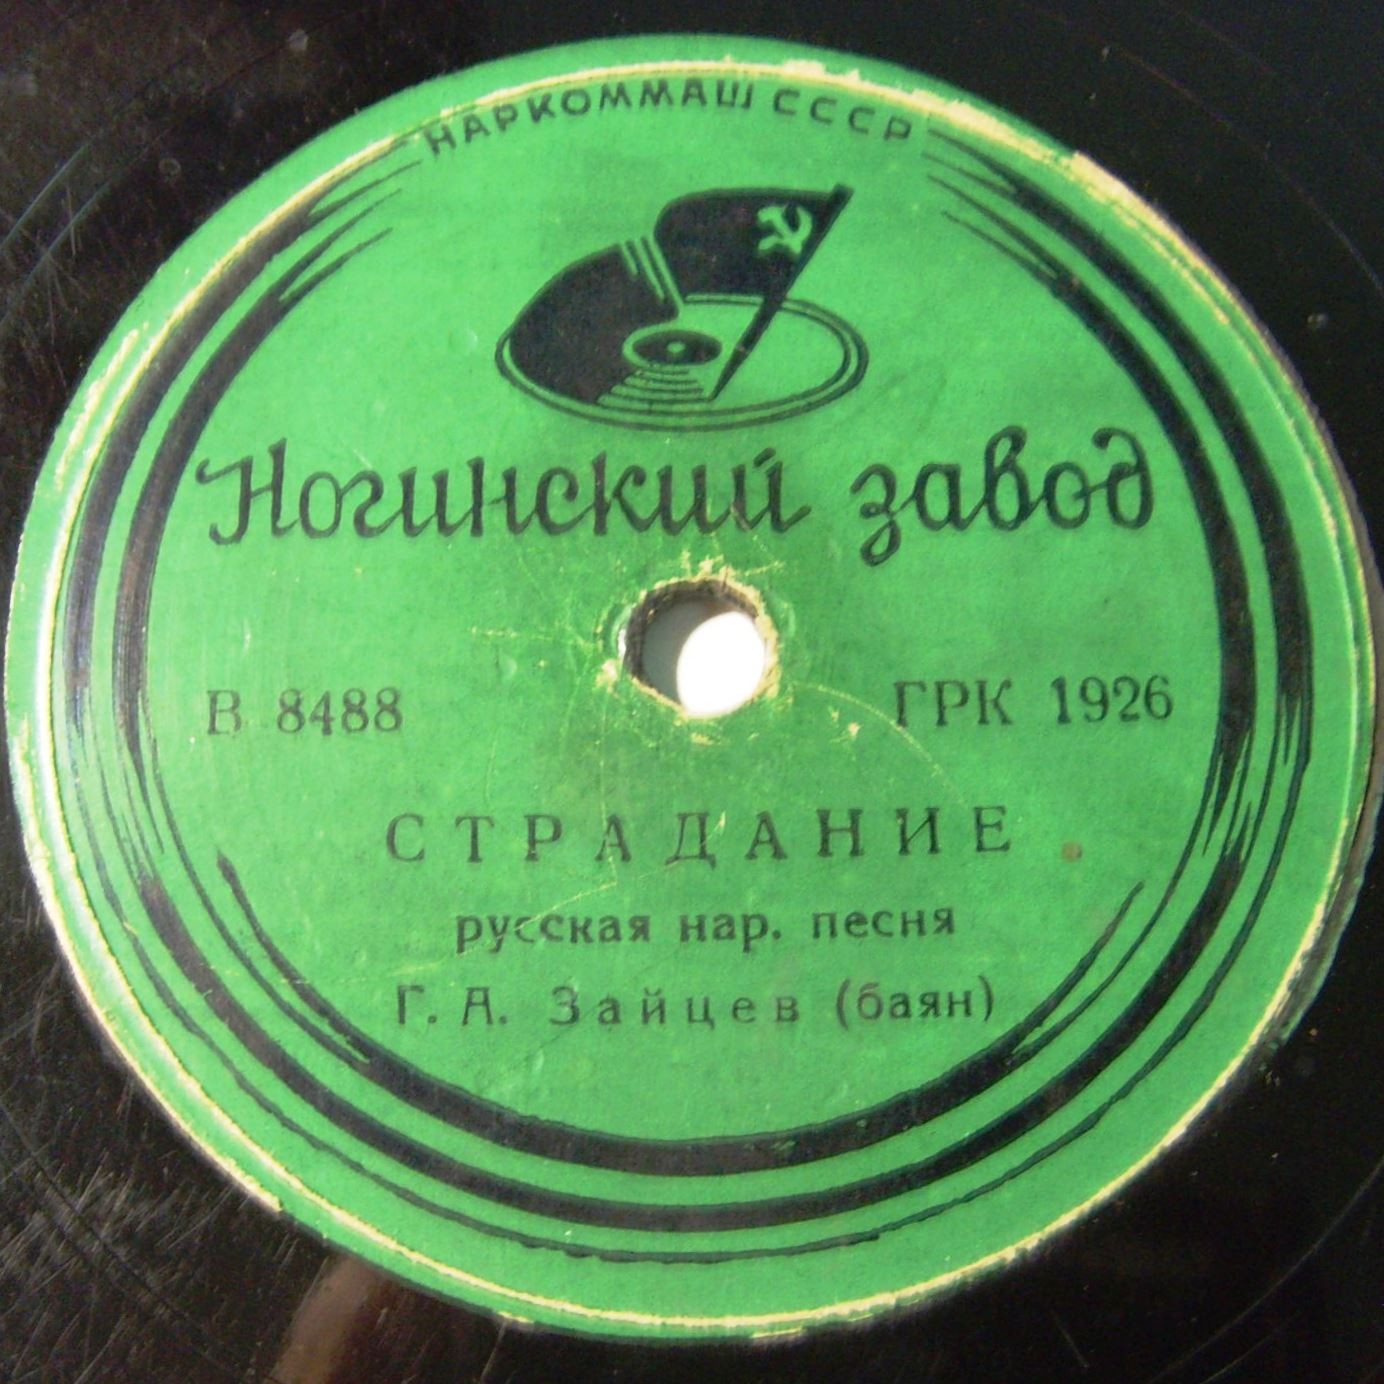 НАРКОММАШ СССР
Ногинский завод
В 8488
ГРК 1926
СТРАДАНИЕ
русская нар. песня
Г. А. Зайцев (баян)